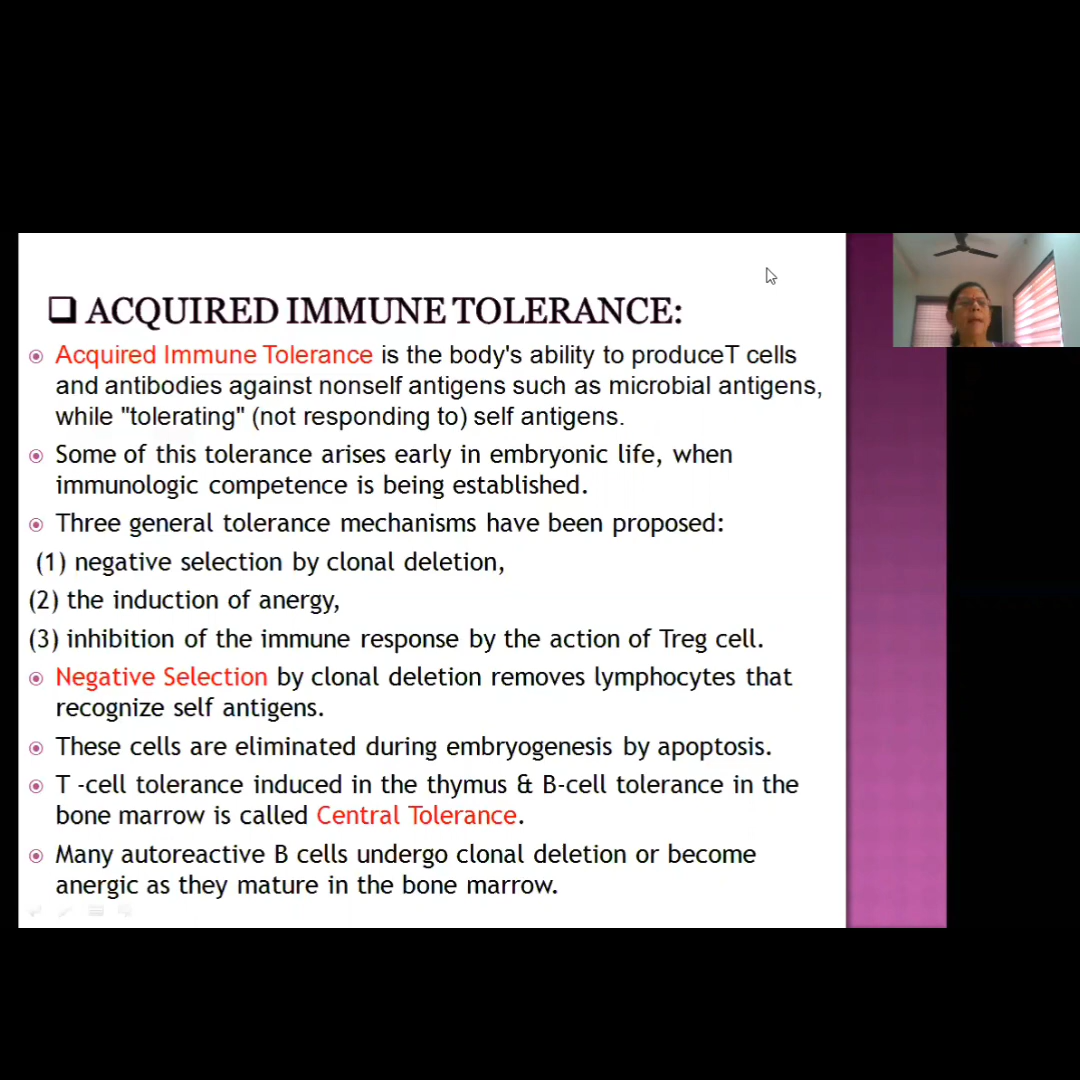 ❑ ACQUIRED IMMUNE TOLERANCE:
Acquired Immune Tolerance is the body's ability to produceT cells
and antibodies against nonself antigens such as microbial antigens,
while "tolerating" (not responding to) self antigens.
Some of this tolerance arises early in embryonic life, when
immunologic competence is being established.
Three general tolerance mechanisms have been proposed:
(1) negative selection by clonal deletion,
(2) the induction of anergy,
(3) inhibition of the immune response by the action of Treg cell.
Negative Selection by clonal deletion removes lymphocytes that
recognize self antigens.
These cells are eliminated during embryogenesis by apoptosis.
T -cell tolerance induced in the thymus & B-cell tolerance in the
bone marrow is called Central Tolerance.
Many autoreactive B cells undergo clonal deletion or become
anergic as they mature in the bone marrow.